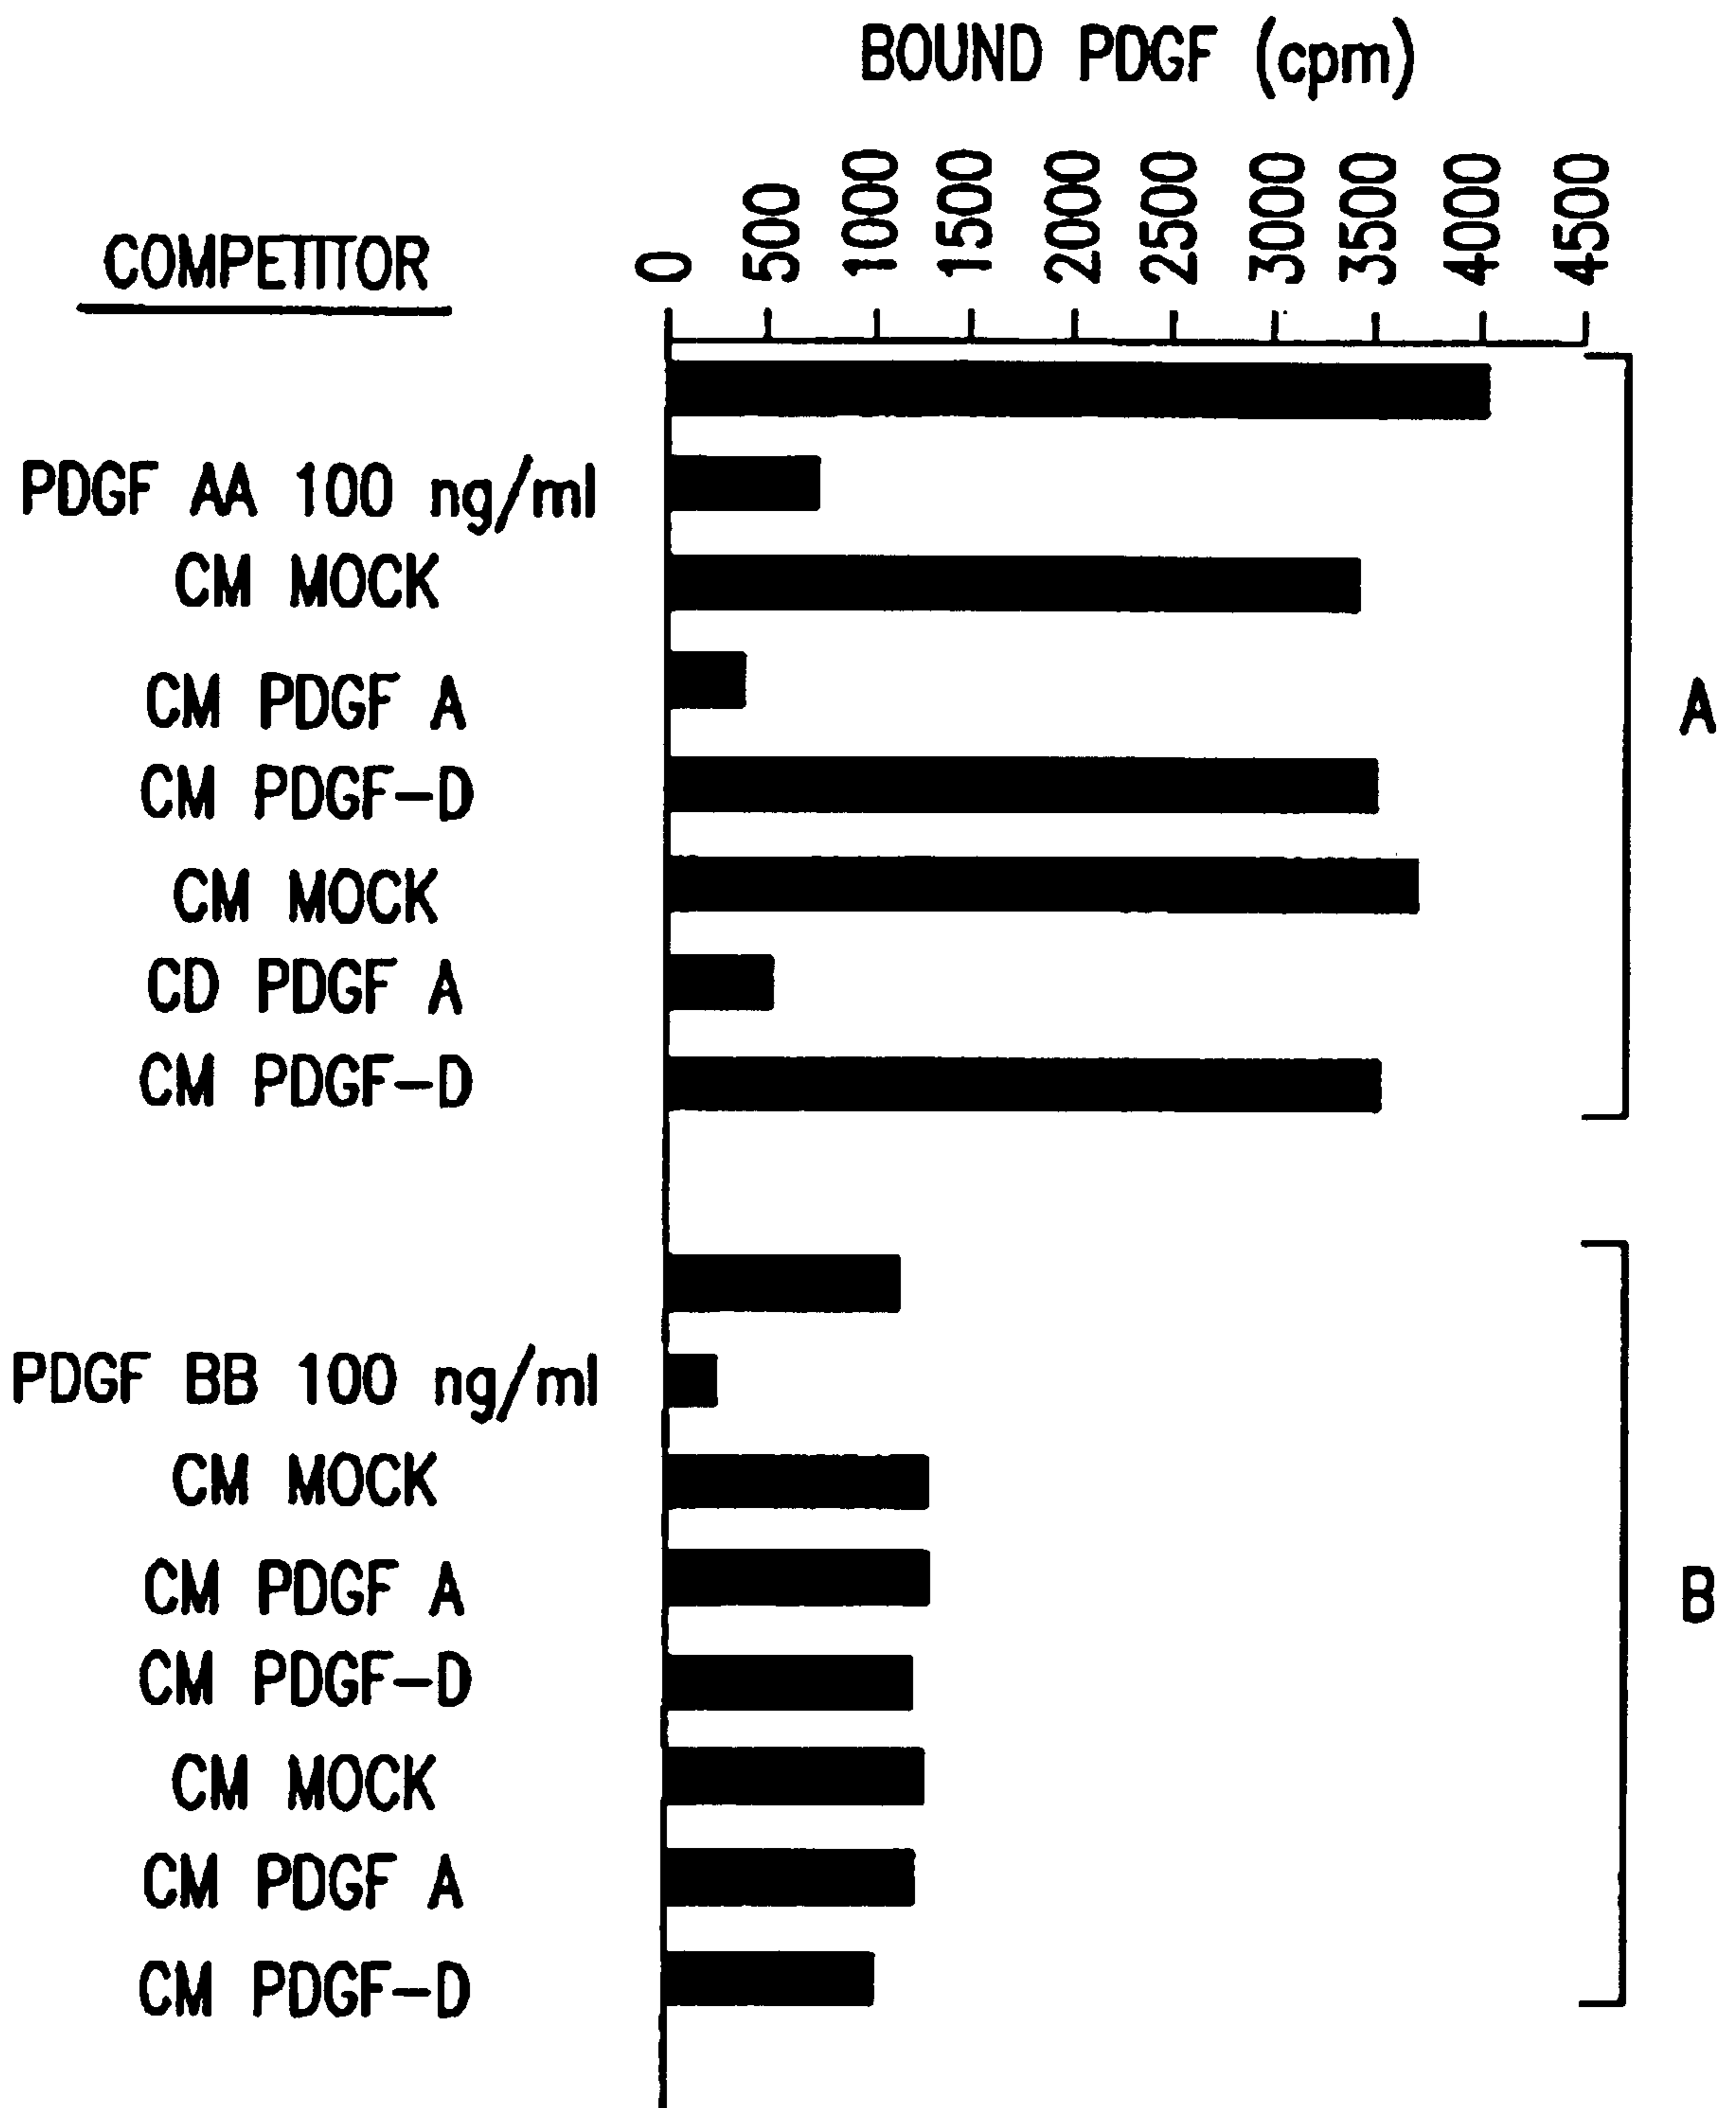 BOUND PDGF (cpm)
0 500 1000 1500 2000 2500 3000 3500 4000 4500
COMPETITOR
PDGF AA 100 ng/ml
CM MOCK
CM PDGF A
CM PDGF-D
CM MOCK
CD PDGF A
CM PDGF-D
A
PDGF BB 100 ng/ml
CM MOCK
CM PDGF A
CM PDGF-D
CM MOCK
CM PDGF A
CM PDGF-D
B